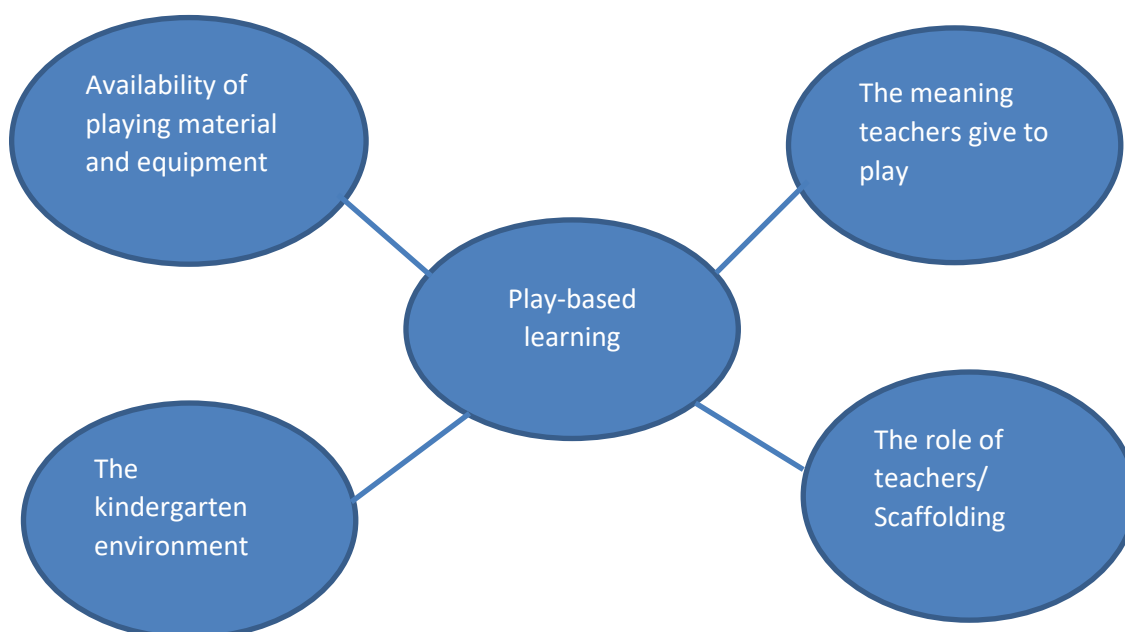 Availability of
playing material
and equipment
The meaning
teachers give to
play
Play-based
learning
The
kindergarten
environment
The role of
teachers/
Scaffolding